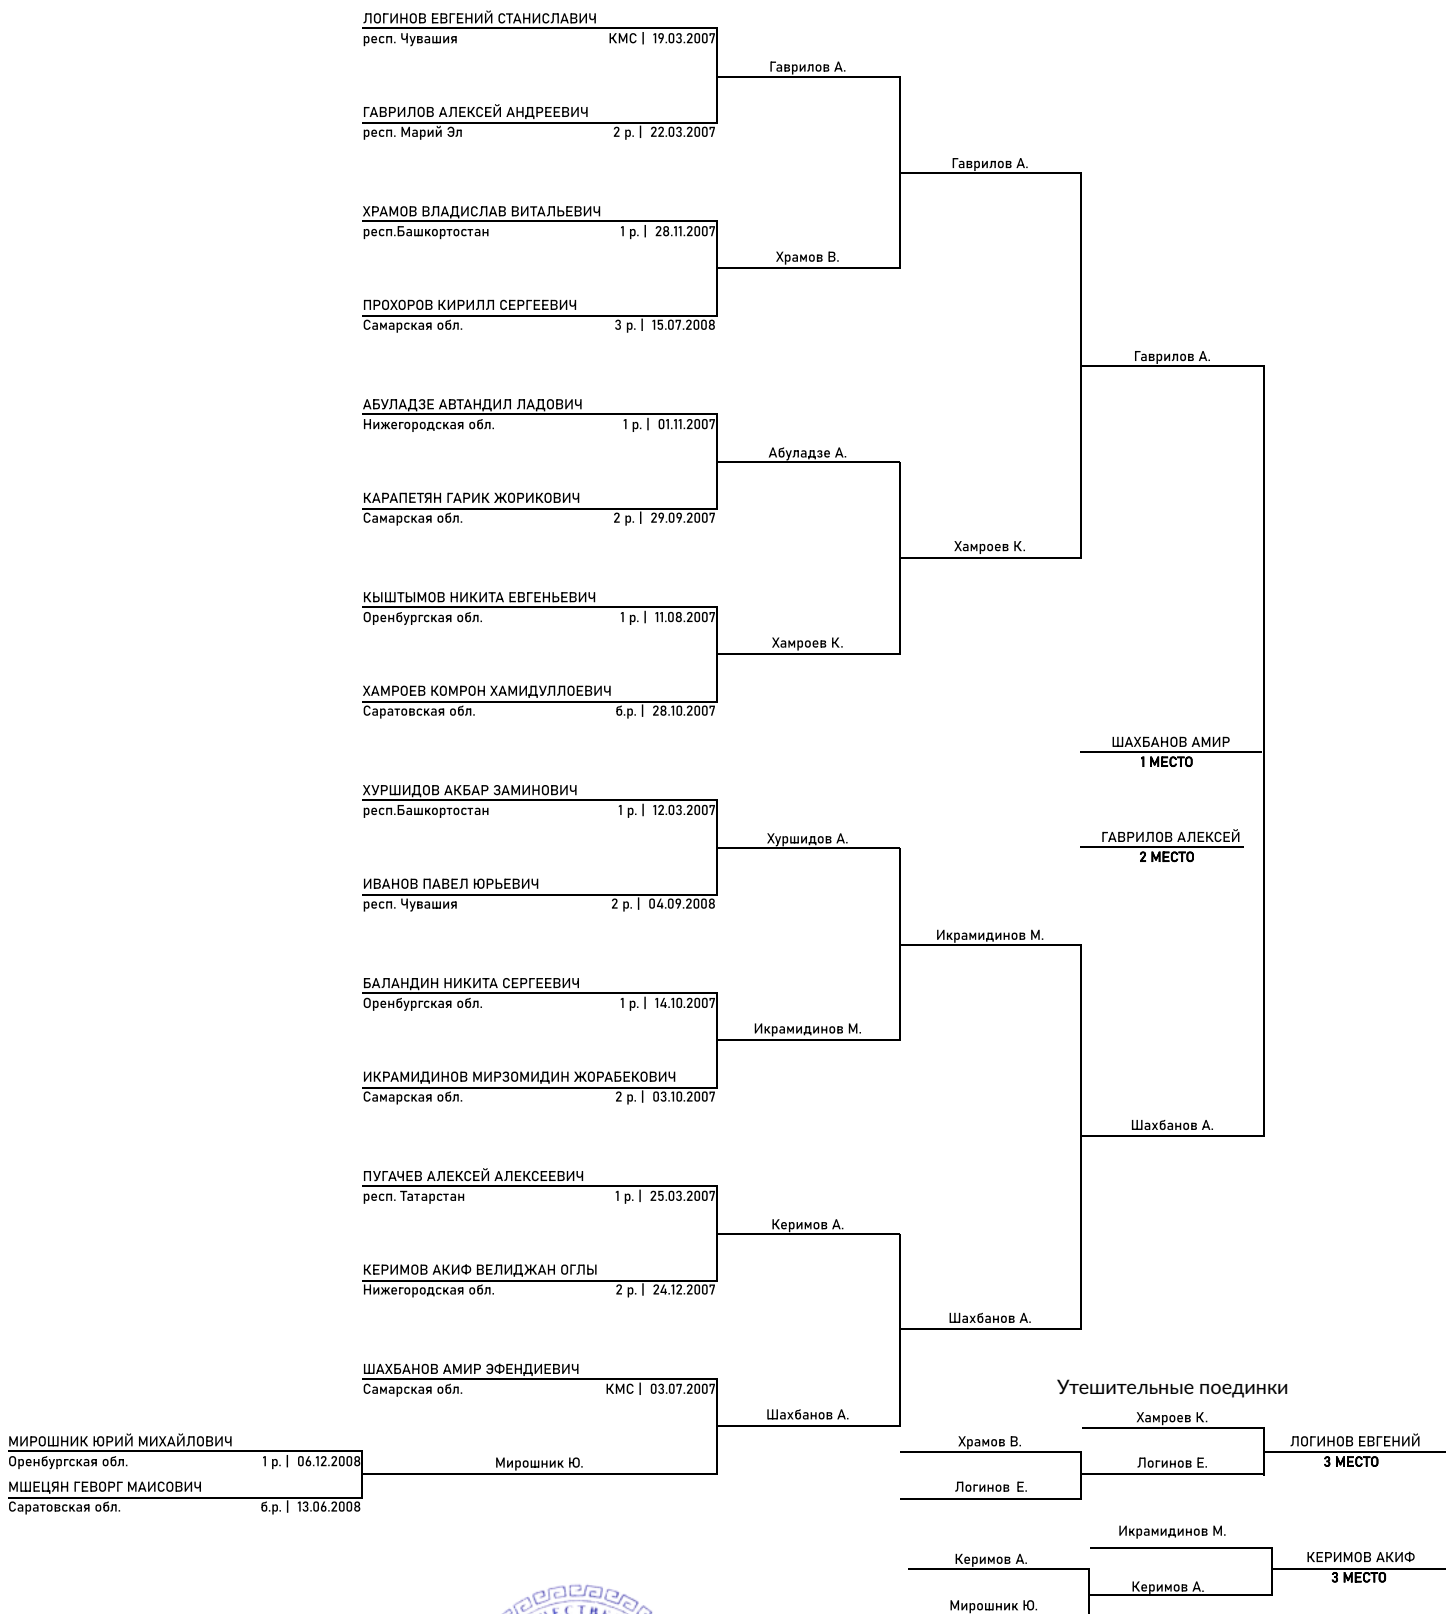 ЛОГИНОВ ЕВГЕНИЙ СТАНИСЛАВИЧ
респ. Чувашия КМС | 19.03.2007
Гаврилов А.
ГАВРИЛОВ АЛЕКСЕЙ АНДРЕЕВИЧ
респ. Марий Эл 2 р. | 22.03.2007
Гаврилов А.
ХРАМОВ ВЛАДИСЛАВ ВИТАЛЬЕВИЧ
респ.Башкортостан 1 р. | 28.11.2007
Храмов В.
ПРОХОРОВ КИРИЛЛ СЕРГЕЕВИЧ
Самарская обл. 3 р. | 15.07.2008
Гаврилов А.
АБУЛАДЗЕ АВТАНДИЛ ЛАДОВИЧ
Нижегородская обл. 1 р. | 01.11.2007
Абуладзе А.
КАРАПЕТЯН ГАРИК ЖОРИКОВИЧ
Самарская обл. 2 р. | 29.09.2007
Хамроев К.
КЫШТЫМОВ НИКИТА ЕВГЕНЬЕВИЧ
Оренбургская обл. 1 р. | 11.08.2007
Хамроев К.
ХАМРОЕВ КОМРОН ХАМИДУЛЛОЕВИЧ
Саратовская обл. б.р. | 28.10.2007
ШАХБАНОВ АМИР
1 МЕСТО
ХУРШИДОВ АКБАР ЗАМИНОВИЧ
респ.Башкортостан 1 р. | 12.03.2007
Хуршидов А.
ГАВРИЛОВ АЛЕКСЕЙ
2 МЕСТО
ИВАНОВ ПАВЕЛ ЮРЬЕВИЧ
респ. Чувашия 2 р. | 04.09.2008
Икрамидинов М.
БАЛАНДИН НИКИТА СЕРГЕЕВИЧ
Оренбургская обл. 1 р. | 14.10.2007
Икрамидинов М.
ИКРАМИДИНОВ МИРЗОМИДИН ЖОРАБЕКОВИЧ
Самарская обл. 2 р. | 03.10.2007
Шахбанов А.
ПУГАЧЕВ АЛЕКСЕЙ АЛЕКСЕЕВИЧ
респ. Татарстан 1 р. | 25.03.2007
Керимов А.
КЕРИМОВ АКИФ ВЕЛИДЖАН ОГЛЫ
Нижегородская обл. 2 р. | 24.12.2007
Шахбанов А.
ШАХБАНОВ АМИР ЭФЕНДИЕВИЧ
Самарская обл. КМС | 03.07.2007
Шахбанов А.
МИРОШНИК ЮРИЙ МИХАЙЛОВИЧ
Оренбургская обл. 1 р. | 06.12.2008
Мирошник Ю.
МШЕЦЯН ГЕВОРГ МАИСОВИЧ
Саратовская обл. б.р. | 13.06.2008
Утешительные поединки
Хамроев К.
Храмов В.
ЛОГИНОВ ЕВГЕНИЙ
3 МЕСТО
Логинов Е.
Логинов Е.
Икрамидинов М.
Керимов А.
КЕРИМОВ АКИФ
3 МЕСТО
Керимов А.
Мирошник Ю.